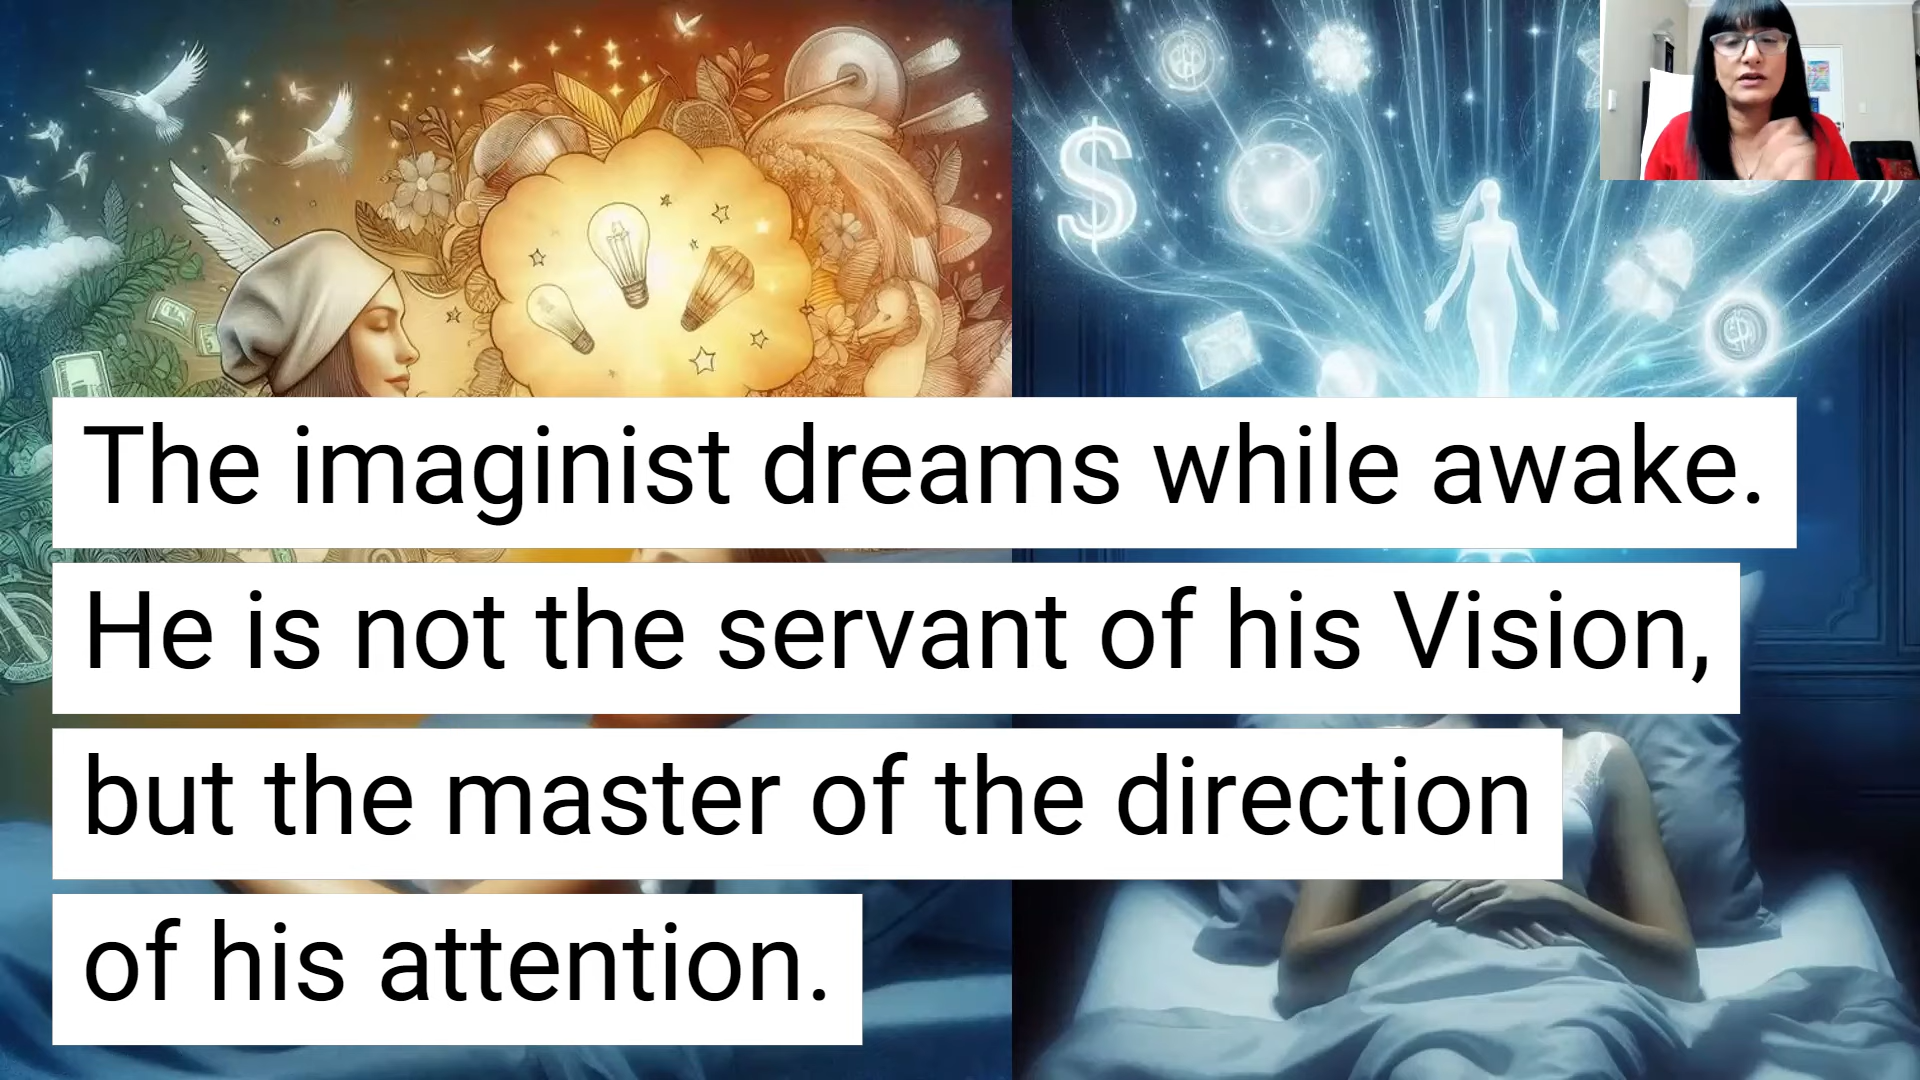 The imaginist dreams while awake.
He is not the servant of his Vision,
but the master of the direction
of his attention.